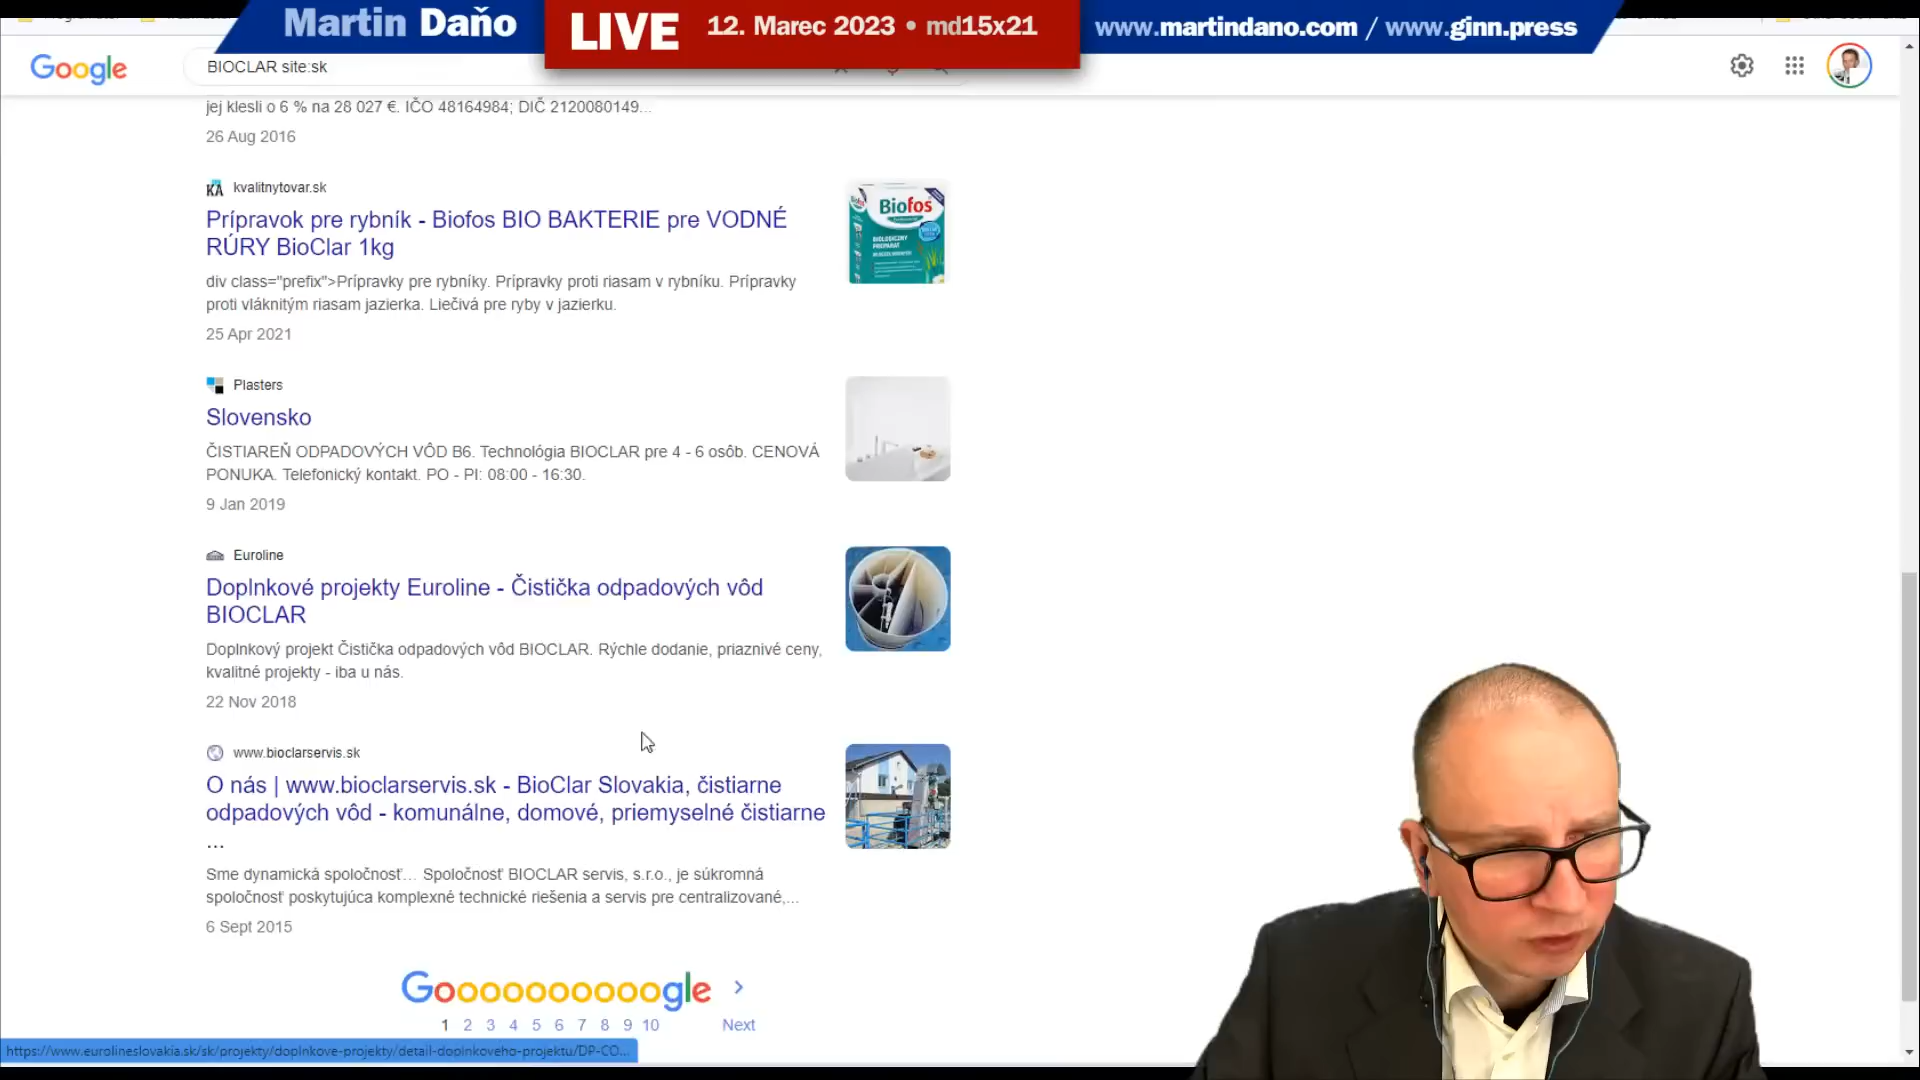 Martin Daňo
LIVE
12. Marec 2023 • md15x21
www.martindano.com / www.ginn.press
Google
BIOCLAR site:sk
jej klesli o 6 % na 28 027 €. IČO 48164984; DIČ 2120080149...
26 Aug 2016
kvalitnytovar.sk
Prípravok pre rybník - Biofos BIO BAKTERIE pre VODNÉ
RÚRY BioClar 1kg
div class="prefix">Prípravky pre rybníky. Prípravky proti riasam v rybníku. Prípravky
proti vláknitým riasam jazierka. Liečivá pre ryby v jazierku.
25 Apr 2021
Biofos
Plasters
Slovensko
ČISTIAREŇ ODPADOVÝCH VÔD B6. Technológia BIOCLAR pre 4 - 6 osôb. CENOVÁ
PONUKA. Telefonický kontakt. PO - PI: 08:00 - 16:30.
9 Jan 2019
Euroline
Doplnkové projekty Euroline - Čistička odpadových vôd
BIOCLAR
Doplnkový projekt Čistička odpadových vôd BIOCLAR. Rýchle dodanie, priaznivé ceny,
kvalitné projekty - iba u nás.
22 Nov 2018
www.bioclarservis.sk
O nás | www.bioclarservis.sk - BioClar Slovakia, čistiarne
odpadových vôd - komunálne, domové, priemyselné čistiarne
...
Sme dynamická spoločnosť... Spoločnosť BIOCLAR servis, s.r.o., je súkromná
spoločnosť poskytujúca komplexné technické riešenia a servis pre centralizované,...
6 Sept 2015
Goooooooooogle
1 2 3 4 5 6 7 8 9 10 Next
https://www.eurolineslovakia.sk/sk/projekty/doplnkove-projekty/detail-doplnkoveho-projektu/DP-CO...